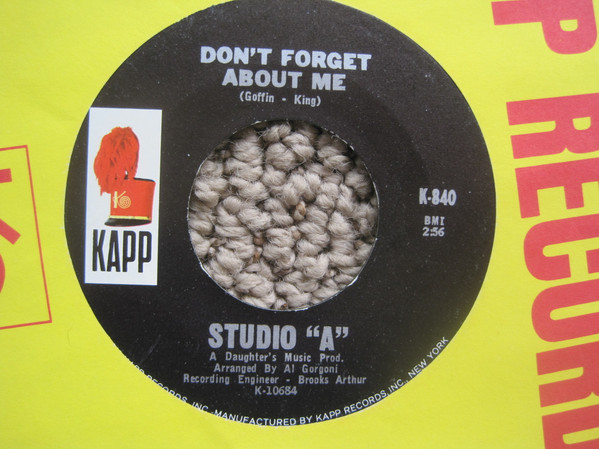 DON'T FORGET
ABOUT ME
(Goffin - King)
KAPP
K-840
BMI
2:56
STUDIO "A"
A Daughter's Music Prod.
Arranged By Al Gorgoni
Recording Engineer - Brooks Arthur
K-10684
KAPP RECORDS, INC., MANUFACTURED BY KAPP RECORDS, INC., NEW YORK
P RECORD